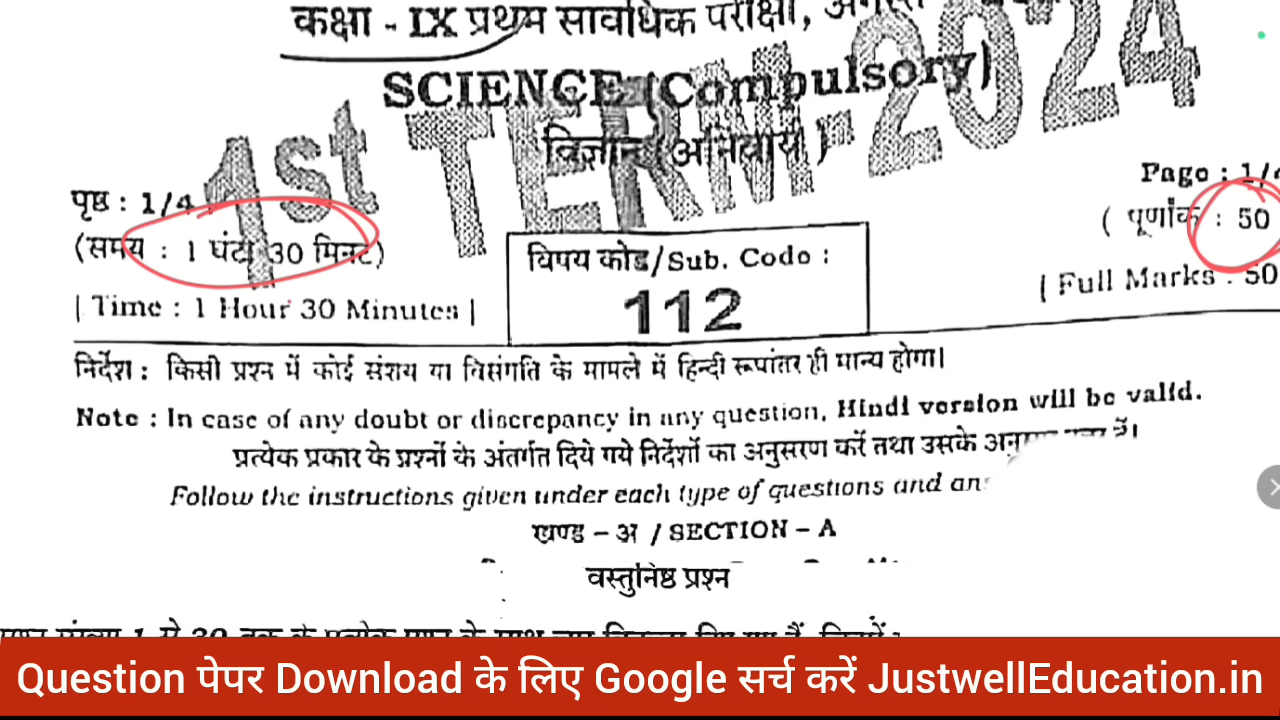 कक्षा - IX प्रथम सावधिक परीक्षा,
SCIENCE (Compulsory)
विज्ञान (अनिवार्य)
1st TERM-2024
पृष्ठ : 1/4
Page : 1/4
(समय : 1 घंटा 30 मिनट)
( पूर्णांक : 50
विषय कोड/Sub. Code :
| Time : 1 Hour 30 Minutes |
112
| Full Marks : 50
निर्देश : किसी प्रश्न में कोई संशय या विसंगति के मामले में हिन्दी रूपांतर ही मान्य होगा।
Note : In case of any doubt or discrepancy in any question, Hindi version will be valid.
प्रत्येक प्रकार के प्रश्नों के अंतर्गत दिये गये निर्देशों का अनुसरण करें तथा उसके
Follow the instructions given under each type of questions and
खण्ड – अ / SECTION – A
वस्तुनिष्ठ प्रश्न
Question पेपर Download के लिए Google सर्च करें JustwellEducation.in